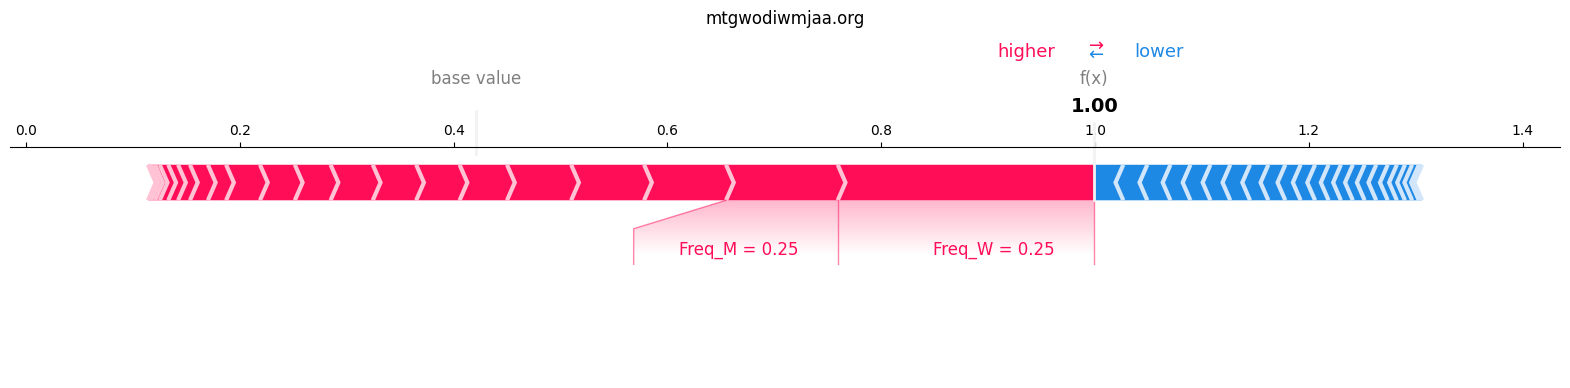 mtgwodiwmjaa.org
higher ⇄ lower
base value f(x)
1.00
0.0 0.2 0.4 0.6 0.8 1.0 1.2 1.4
Freq_M = 0.25 Freq_W = 0.25